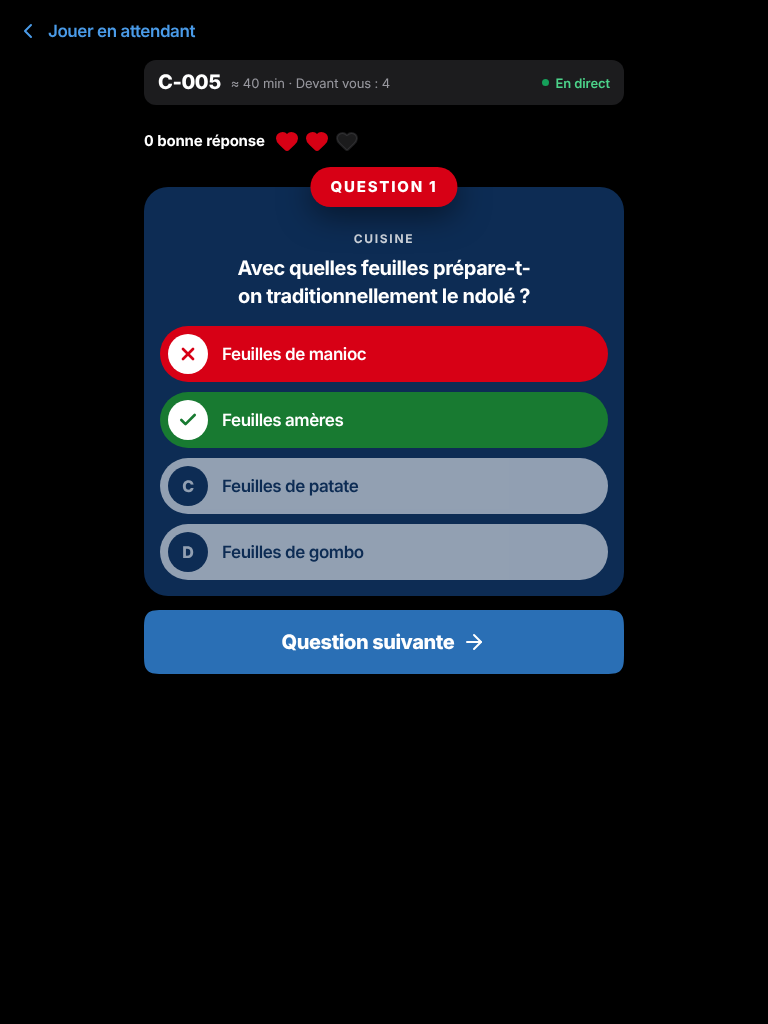 Jouer en attendant
C-005 ≈ 40 min · Devant vous : 4 En direct
0 bonne réponse
QUESTION 1
CUISINE
Avec quelles feuilles prépare-t-
on traditionnellement le ndolé ?
Feuilles de manioc
Feuilles amères
C Feuilles de patate
D Feuilles de gombo
Question suivante →